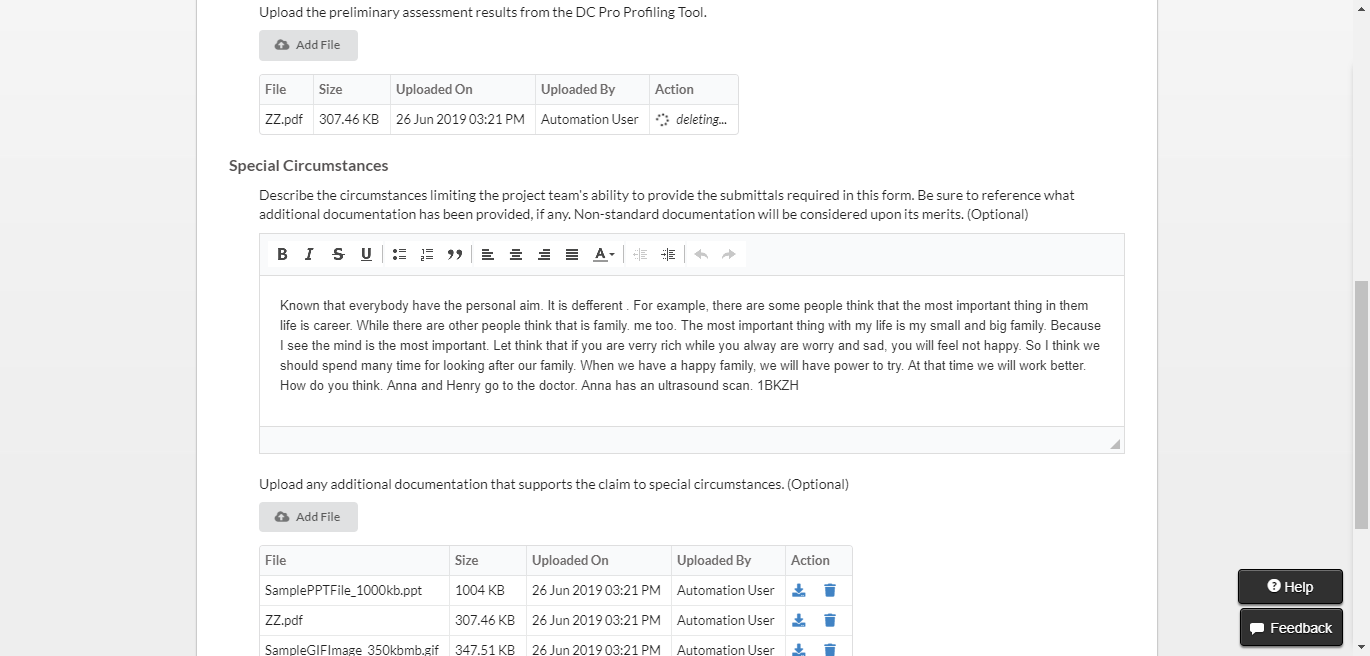 Upload the preliminary assessment results from the DC Pro Profiling Tool.
Add File
File Size Uploaded On Uploaded By Action
ZZ.pdf 307.46 KB 26 Jun 2019 03:21 PM Automation User deleting...
Special Circumstances
Describe the circumstances limiting the project team's ability to provide the submittals required in this form. Be sure to reference what
additional documentation has been provided, if any. Non-standard documentation will be considered upon its merits. (Optional)
B I S U A
Known that everybody have the personal aim. It is defferent . For example, there are some people think that the most important thing in them
life is career. While there are other people think that is family. me too. The most important thing with my life is my small and big family. Because
I see the mind is the most important. Let think that if you are verry rich while you alway are worry and sad, you will feel not happy. So I think we
should spend many time for looking after our family. When we have a happy family, we will have power to try. At that time we will work better.
How do you think. Anna and Henry go to the doctor. Anna has an ultrasound scan. 1BKZH
Upload any additional documentation that supports the claim to special circumstances. (Optional)
Add File
File Size Uploaded On Uploaded By Action
SamplePPTFile_1000kb.ppt 1004 KB 26 Jun 2019 03:21 PM Automation User
Help
ZZ.pdf 307.46 KB 26 Jun 2019 03:21 PM Automation User
Feedback
SampleGIFImage_350kbmb.gif 347.51 KB 26 Jun 2019 03:21 PM Automation User